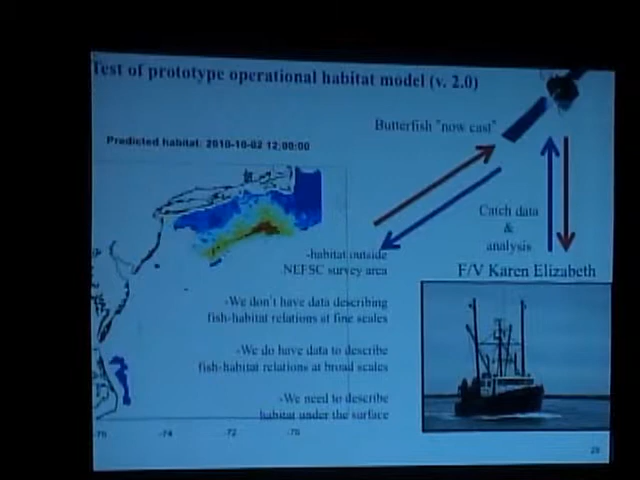 Test of prototype operational habitat model (v. 2.0)
Butterfish "now cast"
Predicted habitat: 2010-10-02 12:00:00
Catch data
&
analysis
-habitat outside
NEFSC survey area
F/V Karen Elizabeth
-We don't have data describing
fish-habitat relations at fine scales
-We do have data to describe
fish-habitat relations at broad scales
-We need to describe
habitat under the surface
-76 -74 -72 -70